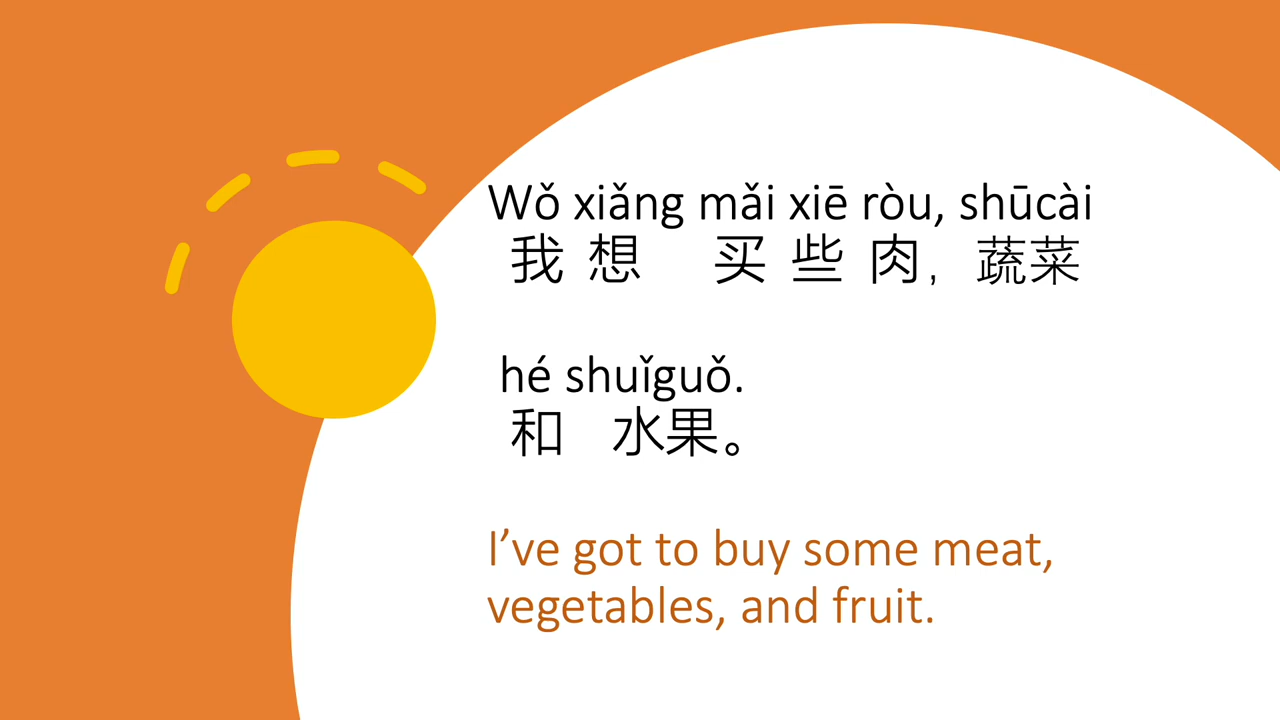 Wǒ xiǎng mǎi xiē ròu, shūcài
我 想 买 些 肉, 蔬菜
hé shuǐguǒ.
和 水果。
I’ve got to buy some meat,
vegetables, and fruit.